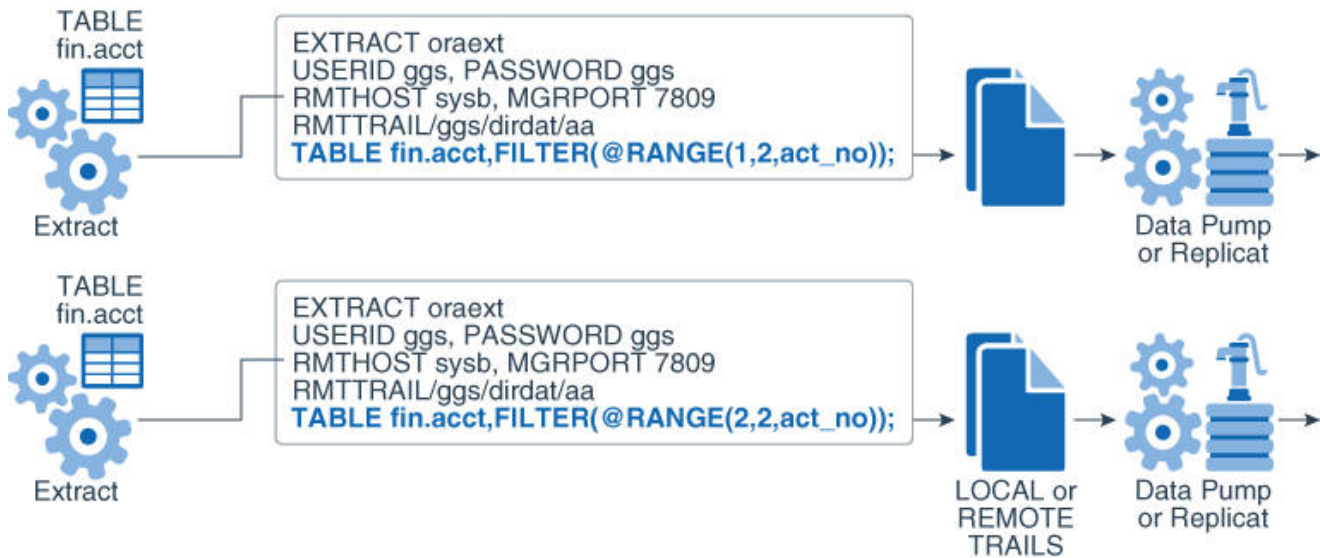 TABLE
fin.acct
EXTRACT oraext
USERID ggs, PASSWORD ggs
RMTHOST sysb, MGRPORT 7809
RMTTRAIL/ggs/dirdat/aa
TABLE fin.acct,FILTER(@RANGE(1,2,act_no));
Extract
Data Pump
or Replicat
TABLE
fin.acct
EXTRACT oraext
USERID ggs, PASSWORD ggs
RMTHOST sysb, MGRPORT 7809
RMTTRAIL/ggs/dirdat/aa
TABLE fin.acct,FILTER(@RANGE(2,2,act_no));
Extract
LOCAL or
REMOTE
TRAILS
Data Pump
or Replicat